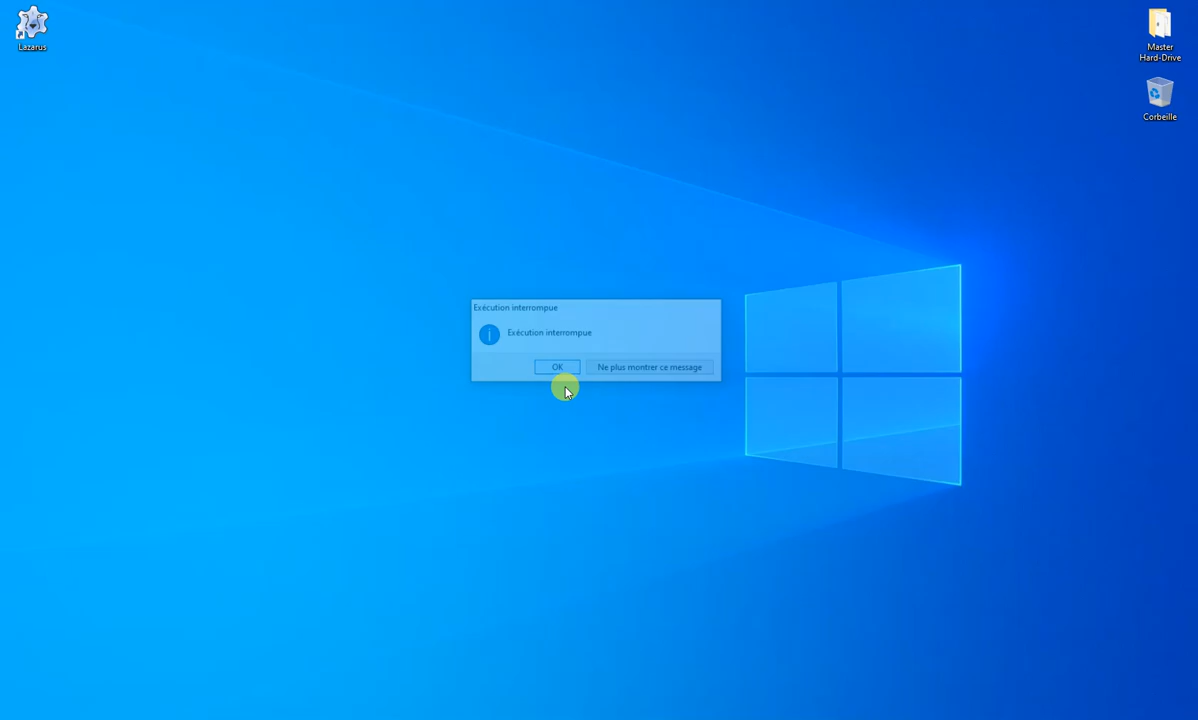 Lazarus
Master
Hard-Drive
Corbeille
Exécution interrompue
Exécution interrompue
OK
Ne plus montrer ce message